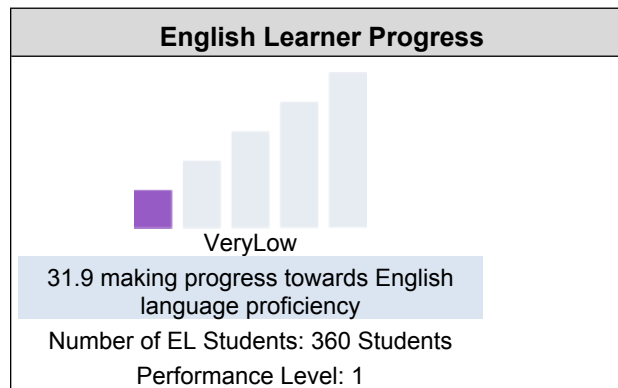 English Learner Progress
VeryLow
31.9 making progress towards English
language proficiency
Number of EL Students: 360 Students
Performance Level: 1